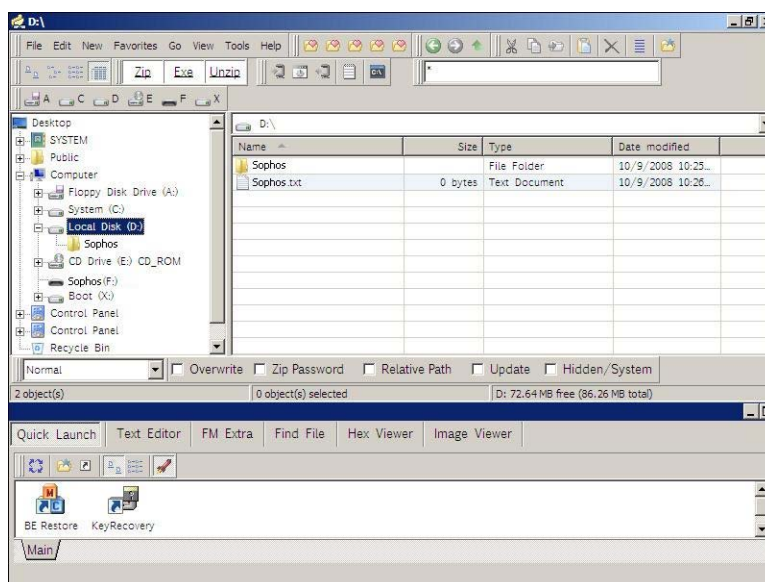 D:\
File Edit New Favorites Go View Tools Help
Zip Exe Unzip
*
A C D E F X
Desktop
SYSTEM
Public
Computer
Floppy Disk Drive (A:)
System (C:)
Local Disk (D:)
Sophos
CD Drive (E:) CD_ROM
Sophos (F:)
Boot (X:)
Control Panel
Control Panel
Recycle Bin
D:\
Name Size Type Date modified
Sophos File Folder 10/9/2008 10:25...
Sophos.txt 0 bytes Text Document 10/9/2008 10:26...
Normal Overwrite Zip Password Relative Path Update Hidden/System
2 object(s) 0 object(s) selected D: 72.64 MB free (86.26 MB total)
Quick Launch Text Editor FM Extra Find File Hex Viewer Image Viewer
BE Restore KeyRecovery
Main